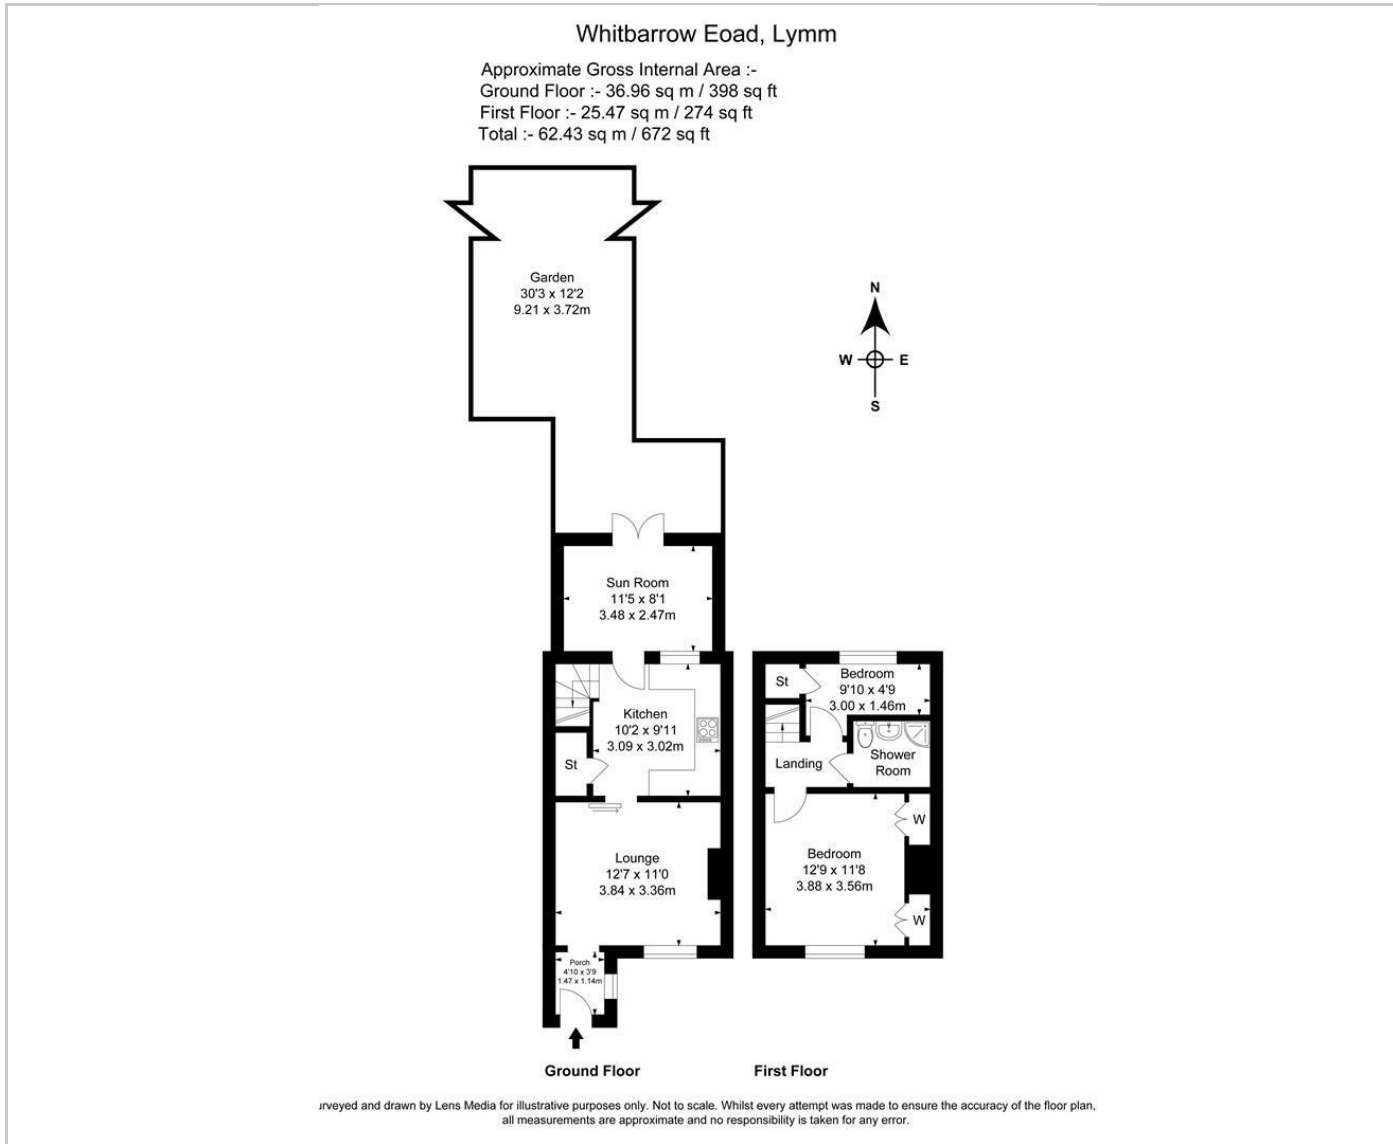 Whitbarrow Eoad, Lymm
Approximate Gross Internal Area :-
Ground Floor :- 36.96 sq m / 398 sq ft
First Floor :- 25.47 sq m / 274 sq ft
Total :- 62.43 sq m / 672 sq ft
Garden
30'3 x 12'2
9.21 x 3.72m
N
W
E
S
Sun Room
11'5 x 8'1
3.48 x 2.47m
Kitchen
10'2 x 9'11
3.09 x 3.02m
St
Lounge
12'7 x 11'0
3.84 x 3.36m
Porch
4'10 x 3'9
1.47 x 1.14m
Ground Floor
St
Bedroom
9'10 x 4'9
3.00 x 1.46m
Landing
Shower
Room
Bedroom
12'9 x 11'8
3.88 x 3.56m
W
W
First Floor
urveyed and drawn by Lens Media for illustrative purposes only. Not to scale. Whilst every attempt was made to ensure the accuracy of the floor plan,
all measurements are approximate and no responsibility is taken for any error.